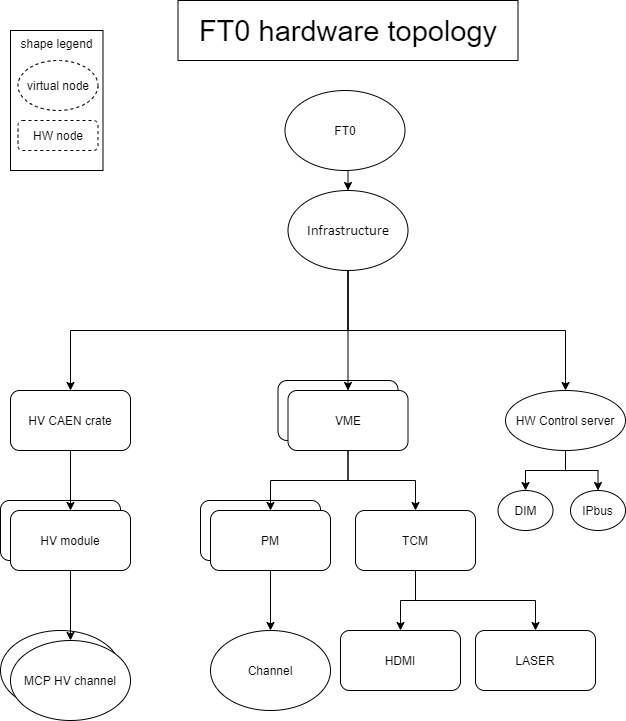 FT0 hardware topology
shape legend
virtual node
HW node
FT0
Infrastructure
HV CAEN crate
VME
HW Control server
DIM
IPbus
HV module
PM
TCM
MCP HV channel
Channel
HDMI
LASER